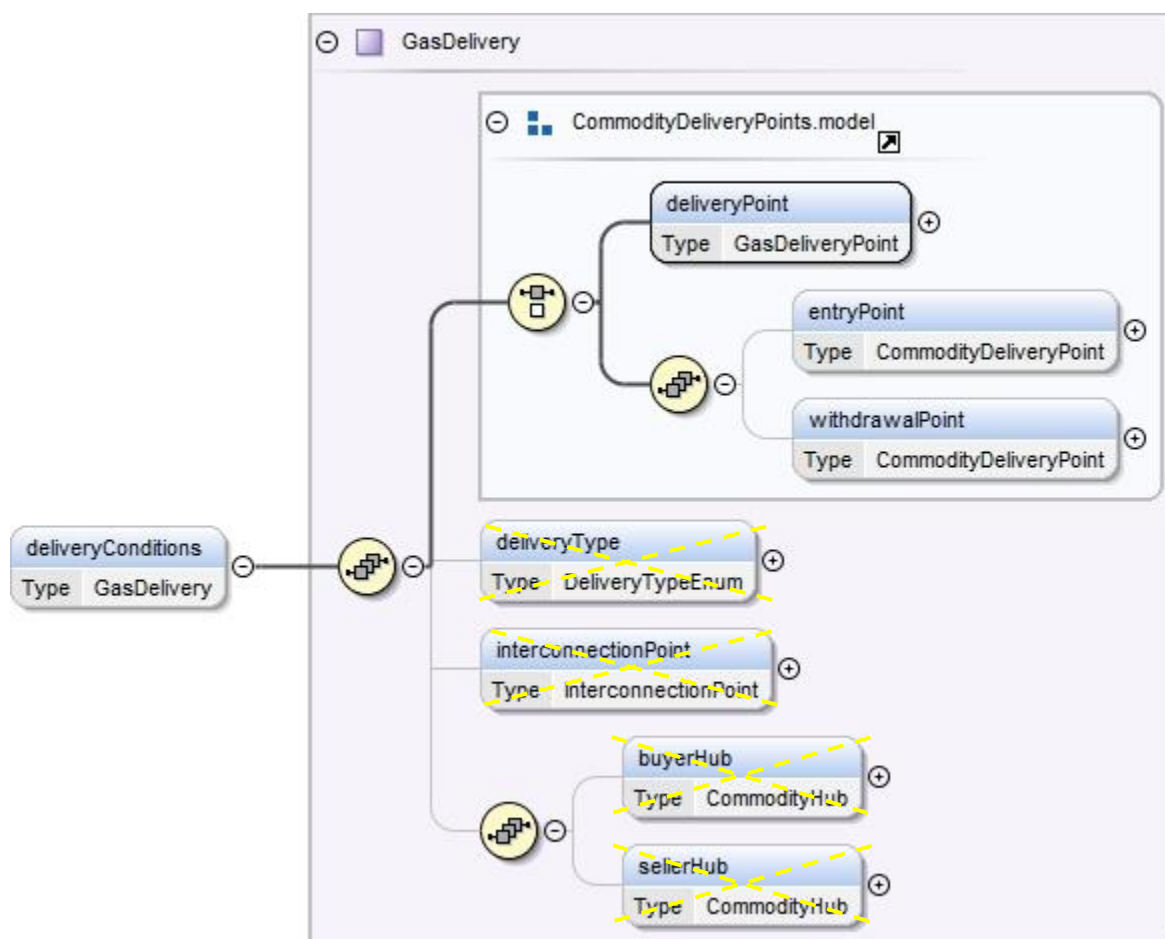 GasDelivery
CommodityDeliveryPoints.model
deliveryPoint
Type GasDeliveryPoint
entryPoint
Type CommodityDeliveryPoint
withdrawalPoint
Type CommodityDeliveryPoint
deliveryConditions
Type GasDelivery
deliveryType
Type DeliveryTypeEnum
interconnectionPoint
Type InterconnectionPoint
buyerHub
Type CommodityHub
sellerHub
Type CommodityHub